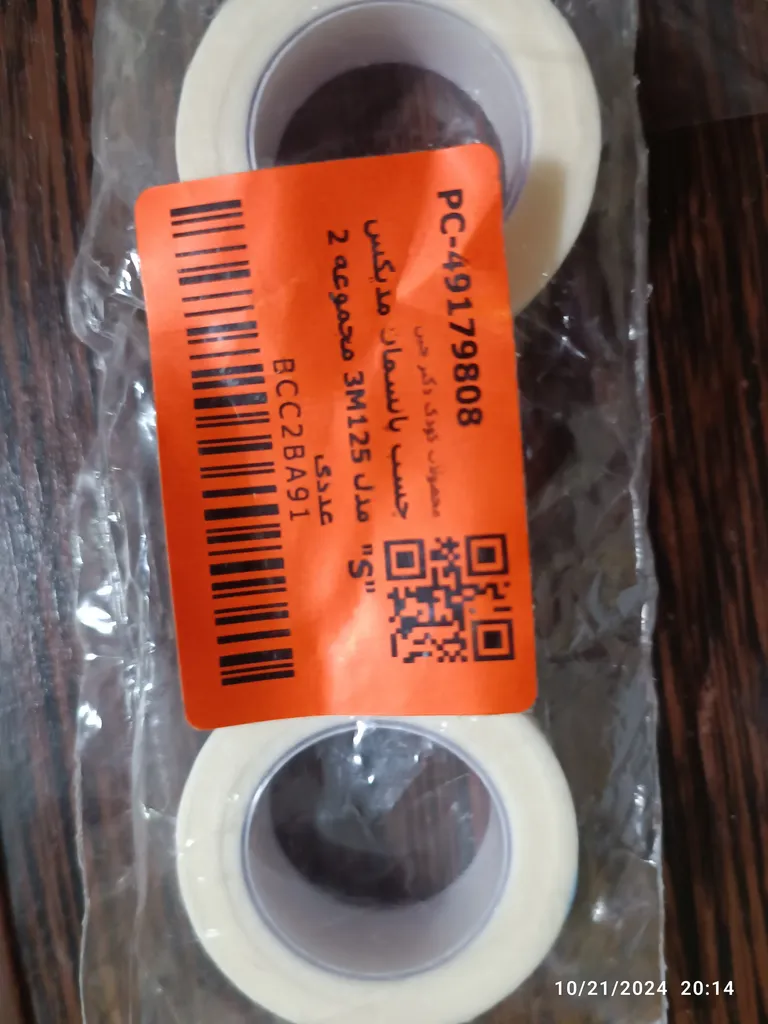 PC-49179808
محصولات کودک دکتر جین
چسب پانسمان مدیکس
"S" مدل 3M125 مجموعه 2
عددی
BCC2BA91
10/21/2024 20:14